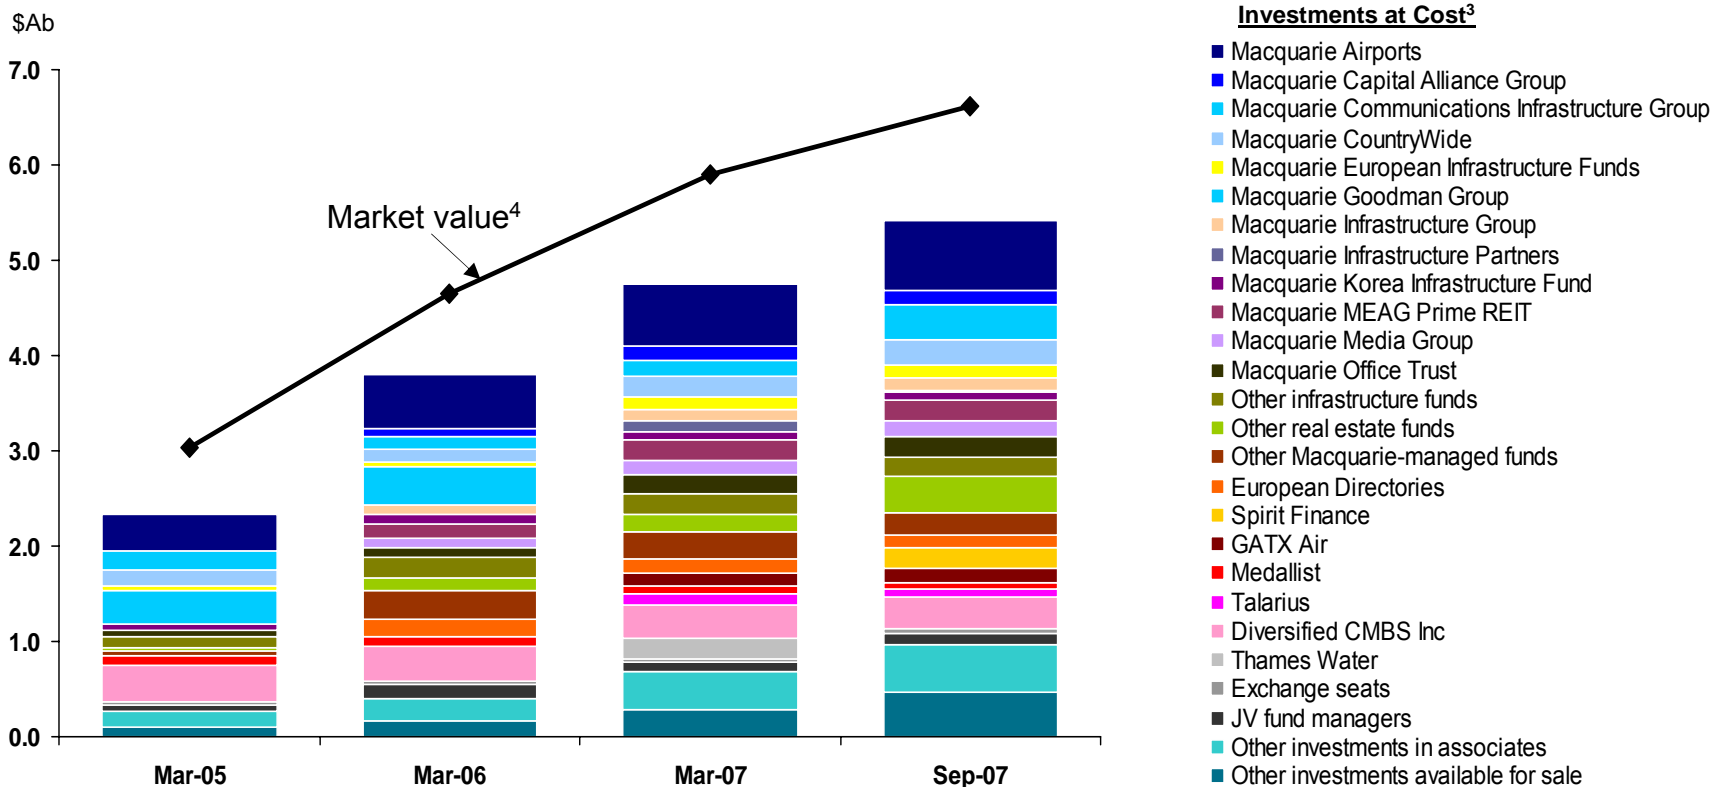 $Ab
7.0
6.0
5.0
4.0
3.0
2.0
1.0
0.0
Market value⁴
Mar-05
Mar-06
Mar-07
Sep-07
Investments at Cost³
Macquarie Airports
Macquarie Capital Alliance Group
Macquarie Communications Infrastructure Group
Macquarie CountryWide
Macquarie European Infrastructure Funds
Macquarie Goodman Group
Macquarie Infrastructure Group
Macquarie Infrastructure Partners
Macquarie Korea Infrastructure Fund
Macquarie MEAG Prime REIT
Macquarie Media Group
Macquarie Office Trust
Other infrastructure funds
Other real estate funds
Other Macquarie-managed funds
European Directories
Spirit Finance
GATX Air
Medallist
Talarius
Diversified CMBS Inc
Thames Water
Exchange seats
JV fund managers
Other investments in associates
Other investments available for sale